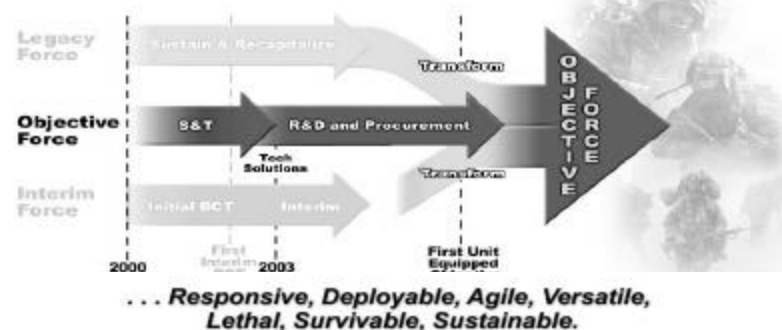 Legacy
Force
Sustain & Recapitalize
Transform
Objective
Force
S&T
R&D and Procurement
OBJECTIVE
FORCE
Tech
Solutions
Transform
Interim
Force
Initial BCT
Interim
First
Interim
First Unit
Equipped
2000
2003
. . . Responsive, Deployable, Agile, Versatile,
Lethal, Survivable, Sustainable.